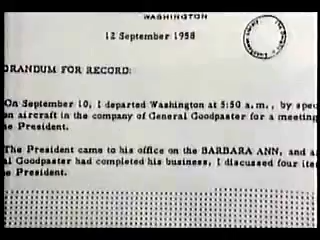 WASHINGTON
12 September 1958
RANDUM FOR RECORD:
On September 10, I departed Washington at 5:50 a.m., by spec
an aircraft in the company of General Goodpaster for a meeting
e President.
The President came to his office on the BARBARA ANN, and a
al Goodpaster had completed his business, I discussed four ite
e President.